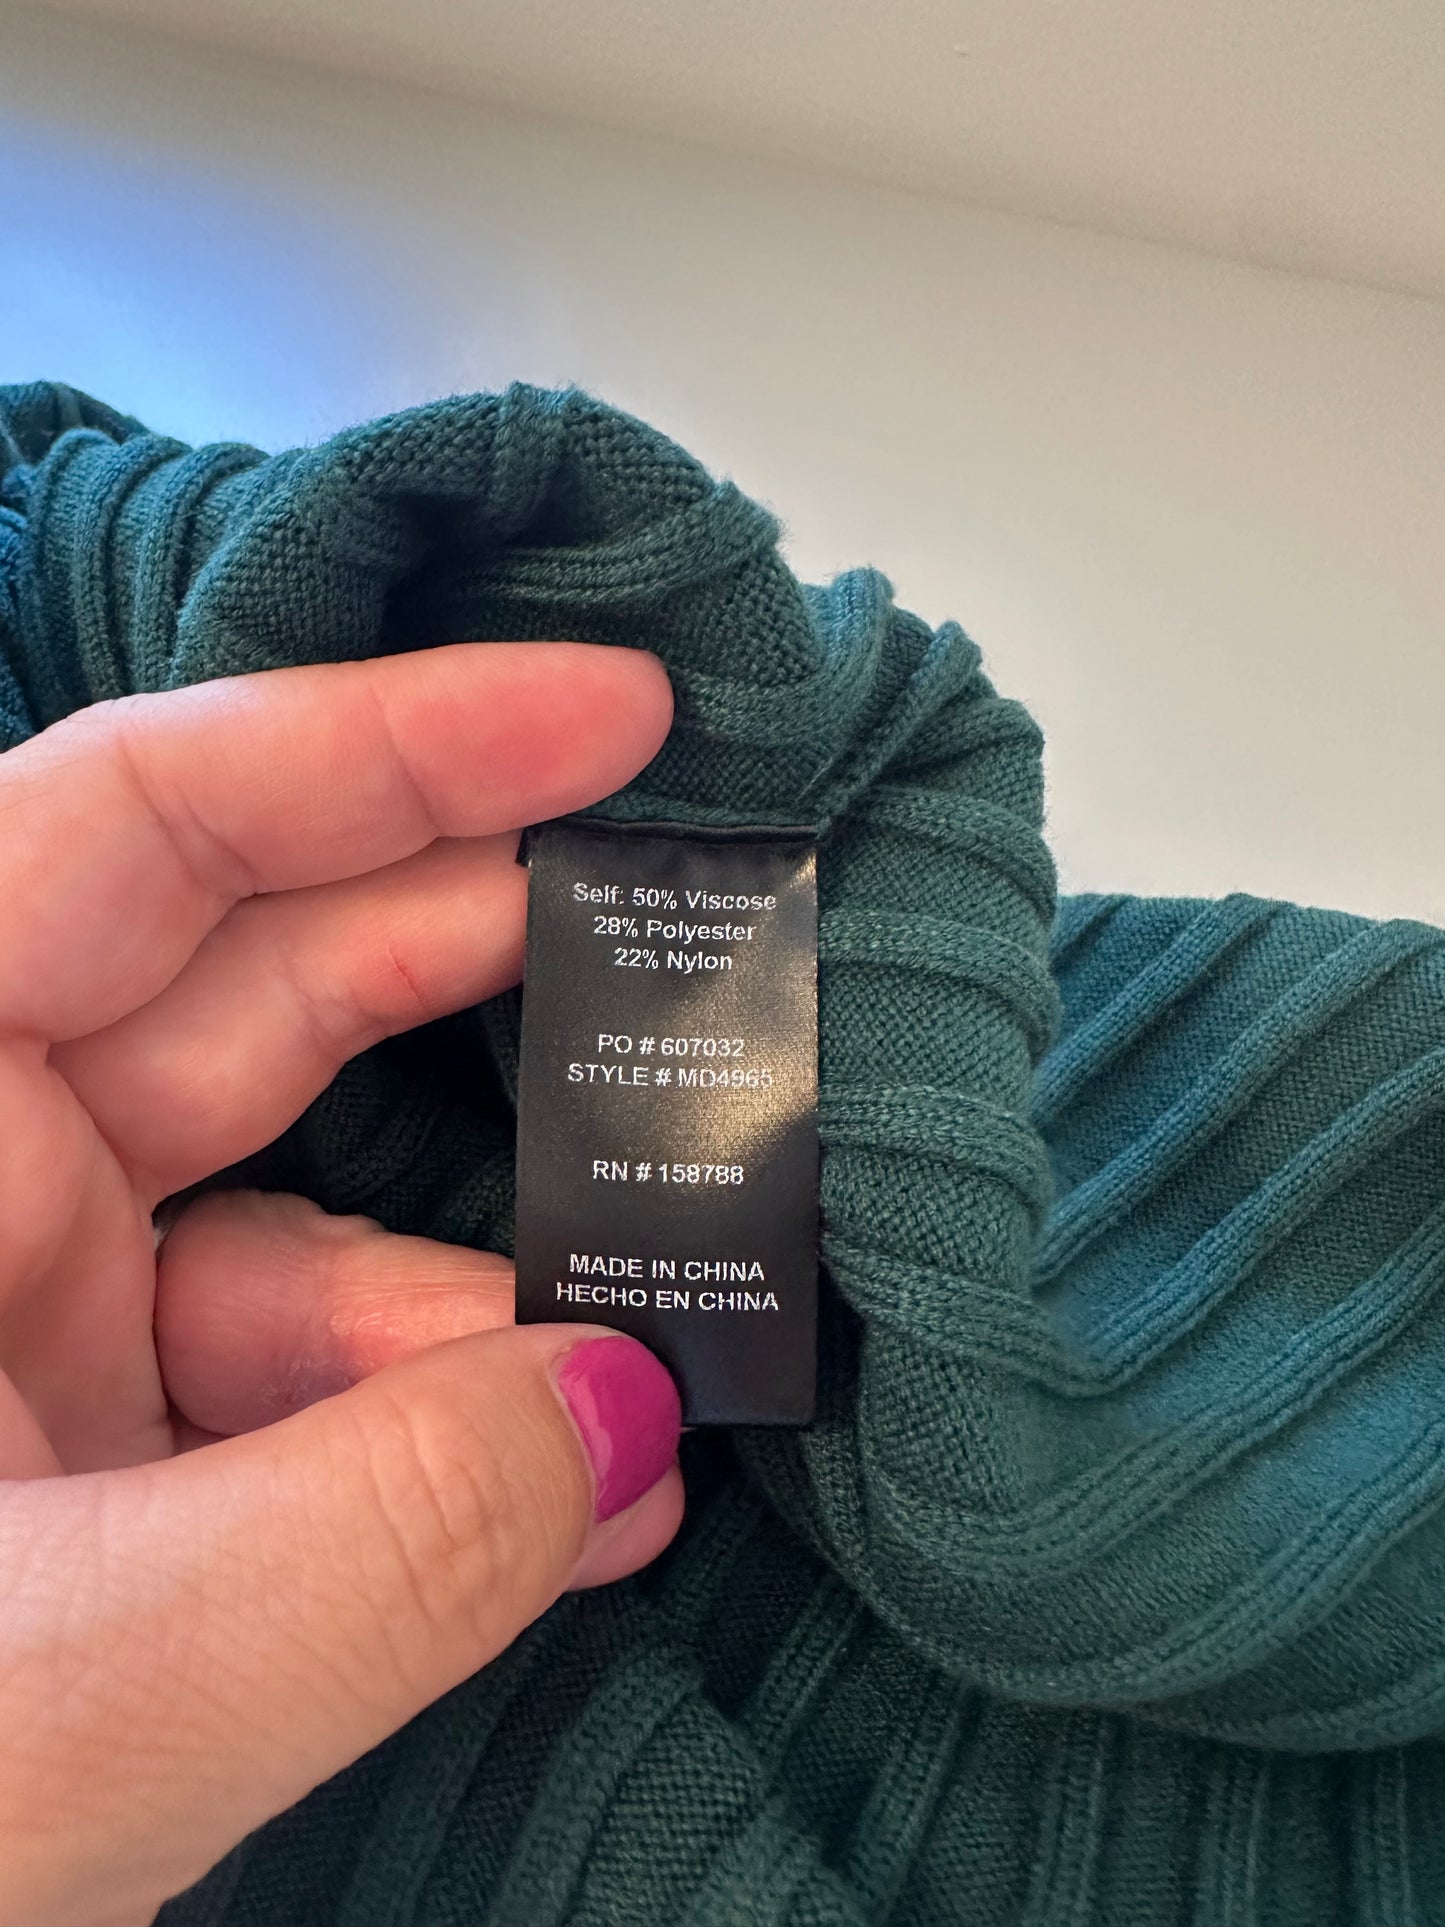 Self: 50% Viscose
28% Polyester
22% Nylon
PO # 607032
STYLE # MD4965
RN # 158788
MADE IN CHINA
HECHO EN CHINA